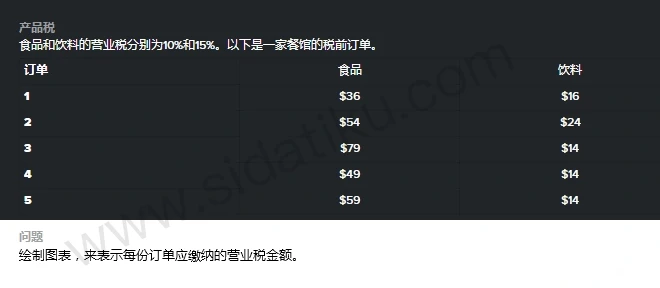 产品税
食品和饮料的营业税分别为10%和15%。以下是一家餐馆的税前订单。
订单 食品 饮料
1 $36 $16
2 $54 $24
3 $79 $14
4 $49 $14
5 $59 $14
问题
绘制图表，来表示每份订单应缴纳的营业税金额。
www.sidatiku.com